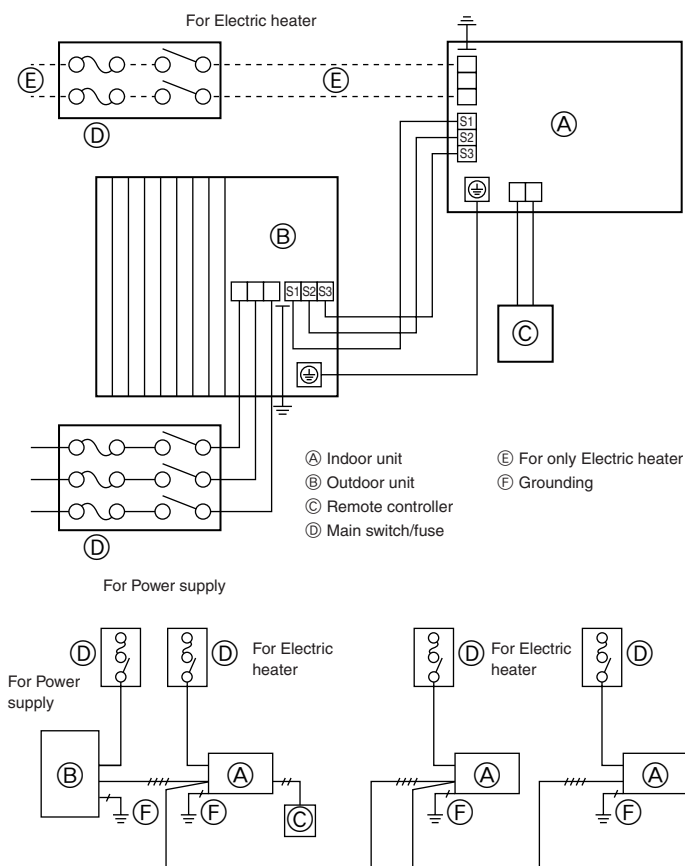 For Electric heater
Ⓔ Ⓔ
Ⓓ
Ⓐ
S1
S2
S3
Ⓑ
S1 S2 S3
Ⓒ
Ⓐ Indoor unit
Ⓑ Outdoor unit
Ⓒ Remote controller
Ⓓ Main switch/fuse
Ⓔ For only Electric heater
Ⓕ Grounding
Ⓓ
For Power supply
Ⓓ Ⓓ For Electric
heater
For Power
supply
Ⓑ Ⓐ
Ⓕ Ⓕ Ⓒ
Ⓓ For Electric
heater
Ⓓ
Ⓐ Ⓐ
Ⓕ Ⓕ